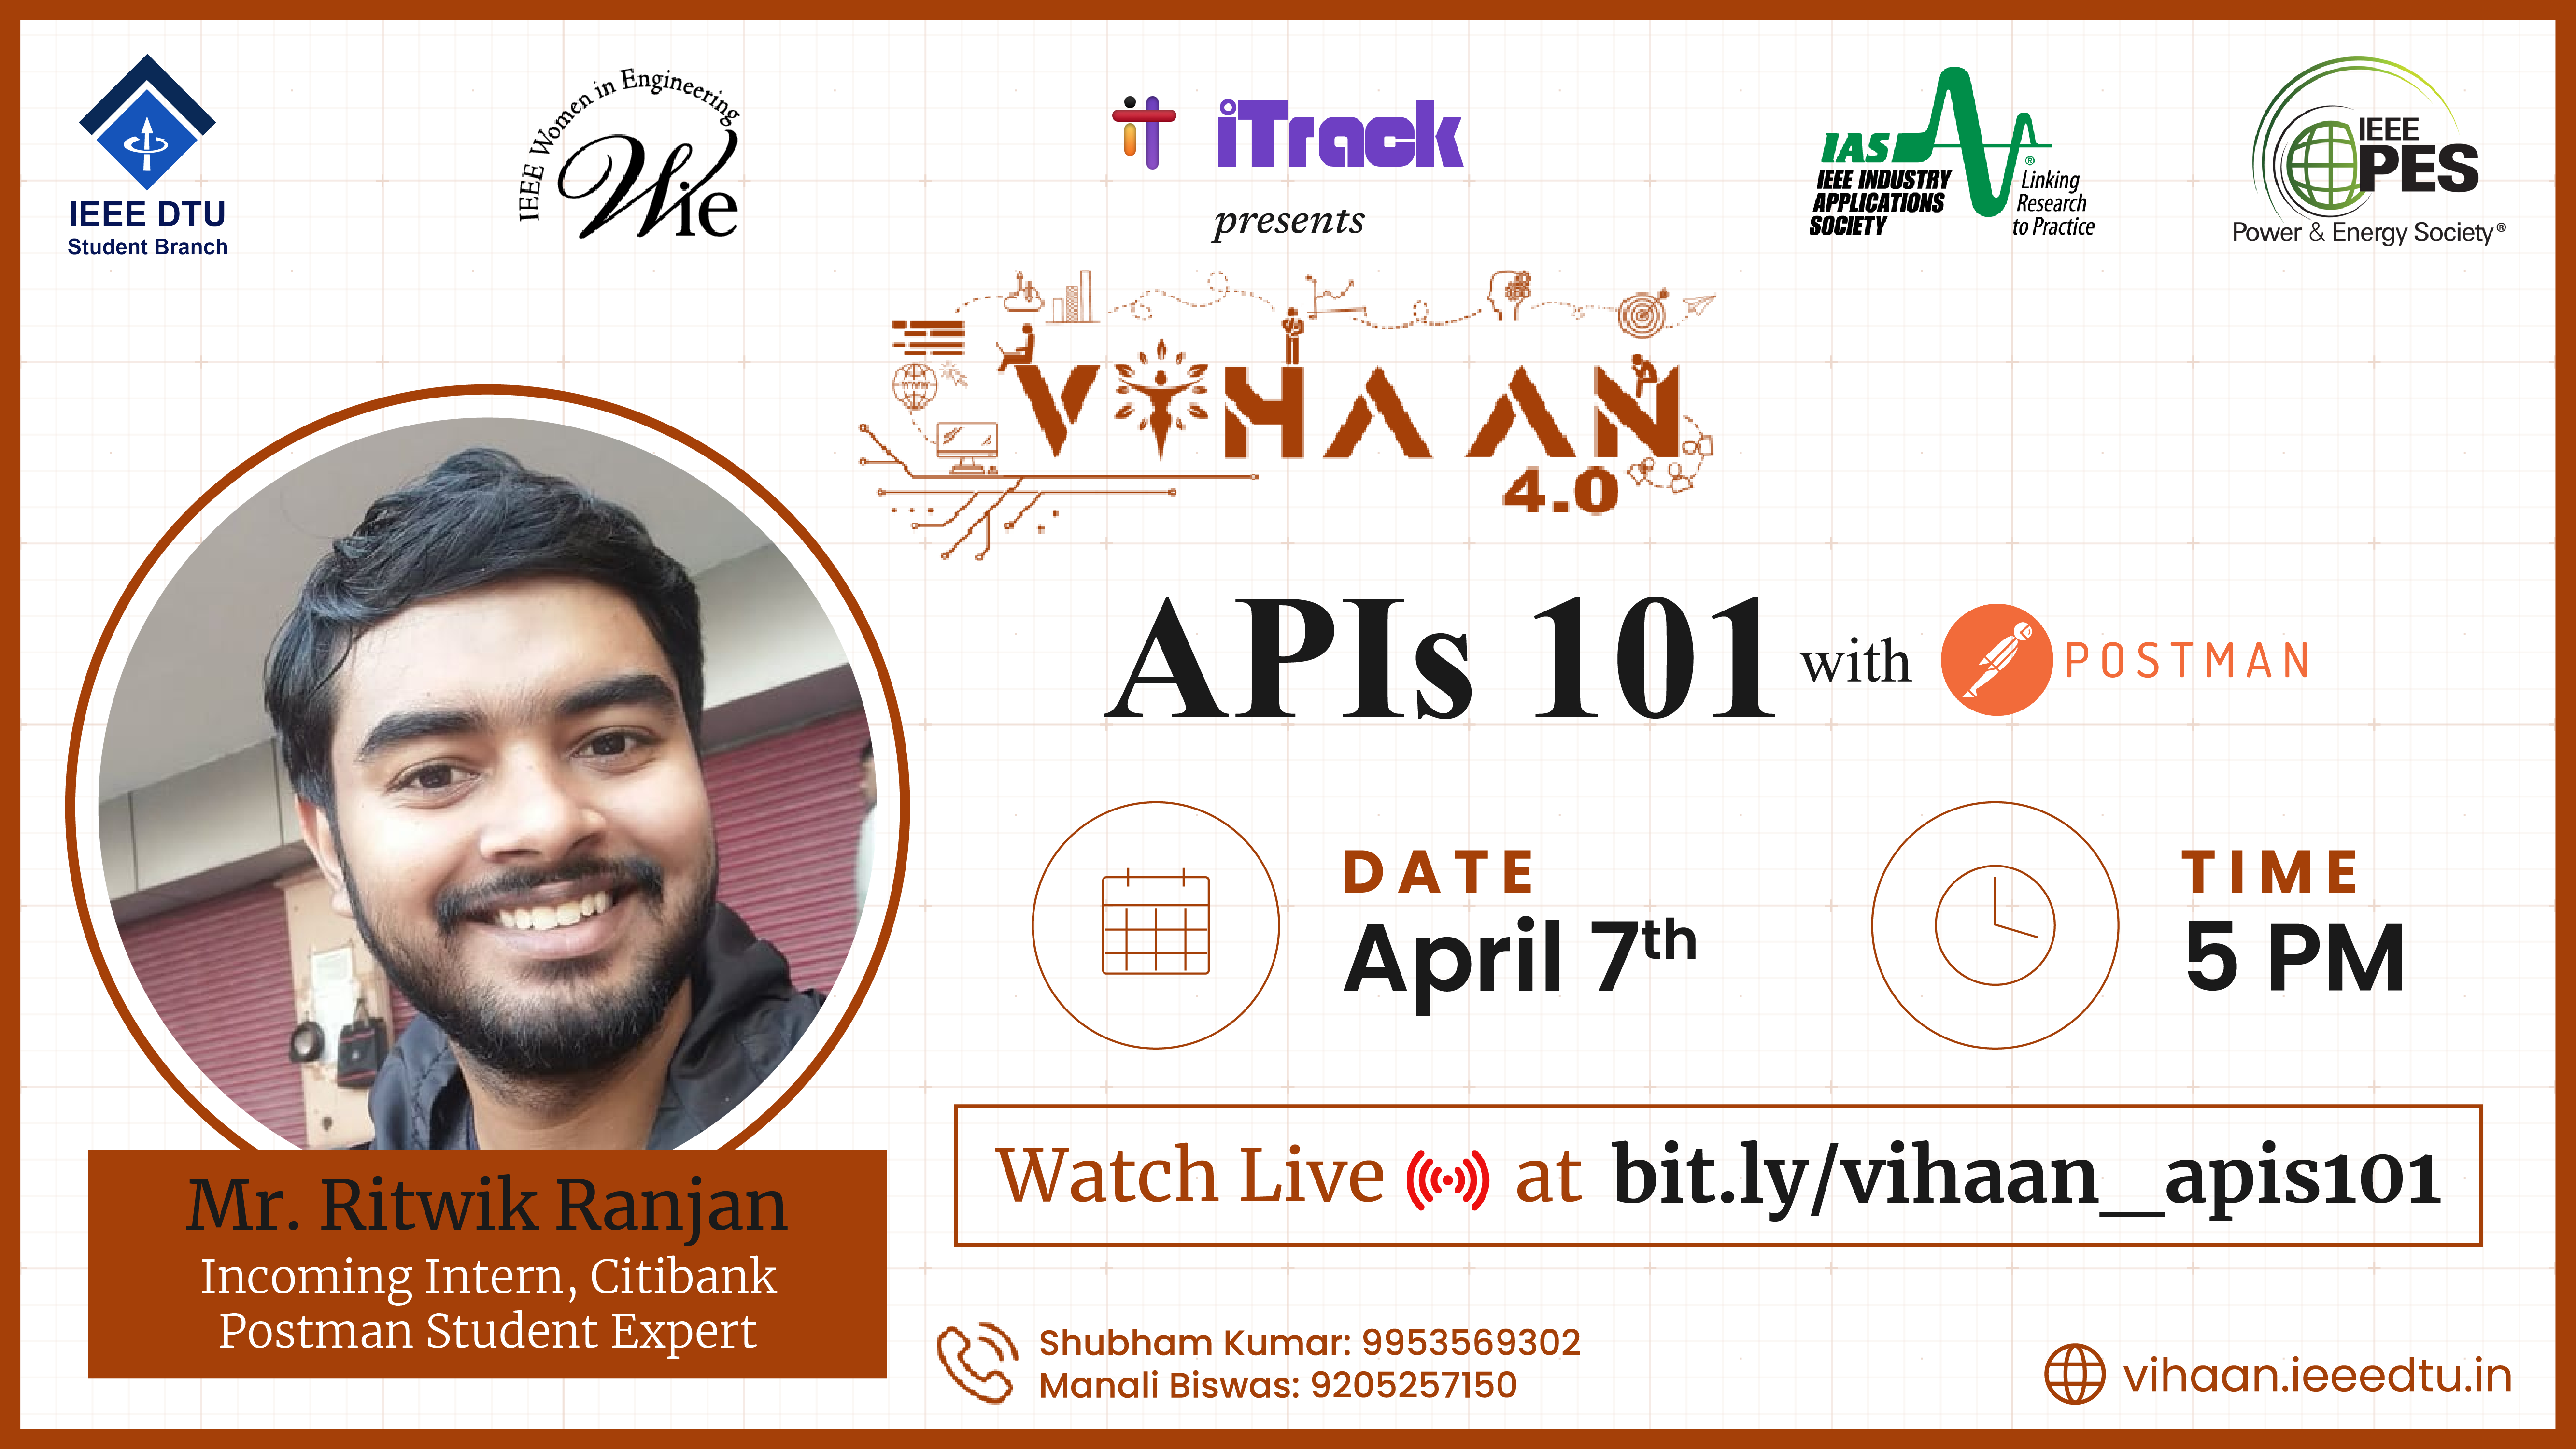 IEEE DTU
Student Branch
IEEE Women in Engineering
Wie
iT iTrack
presents
IAS
IEEE INDUSTRY
APPLICATIONS
SOCIETY
®
Linking
Research
to Practice
IEEE
PES
Power & Energy Society®
www
VIHAAN
4.0
APIs 101 with POSTMAN
DATE
April 7th
TIME
5 PM
Watch Live at bit.ly/vihaan__apis101
Mr. Ritwik Ranjan
Incoming Intern, Citibank
Postman Student Expert
Shubham Kumar: 9953569302
Manali Biswas: 9205257150
vihaan.ieeedtu.in